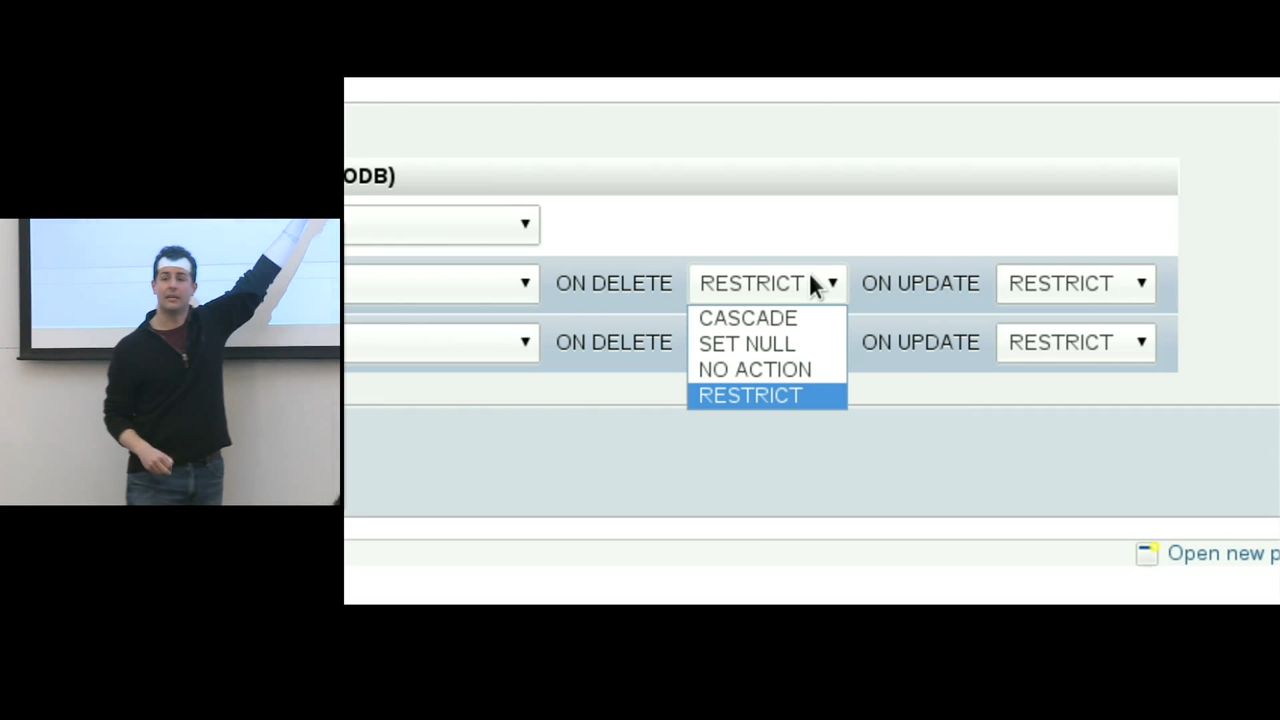 ODB)
ON DELETE RESTRICT ON UPDATE RESTRICT
CASCADE
ON DELETE SET NULL ON UPDATE RESTRICT
NO ACTION
RESTRICT
Open new p